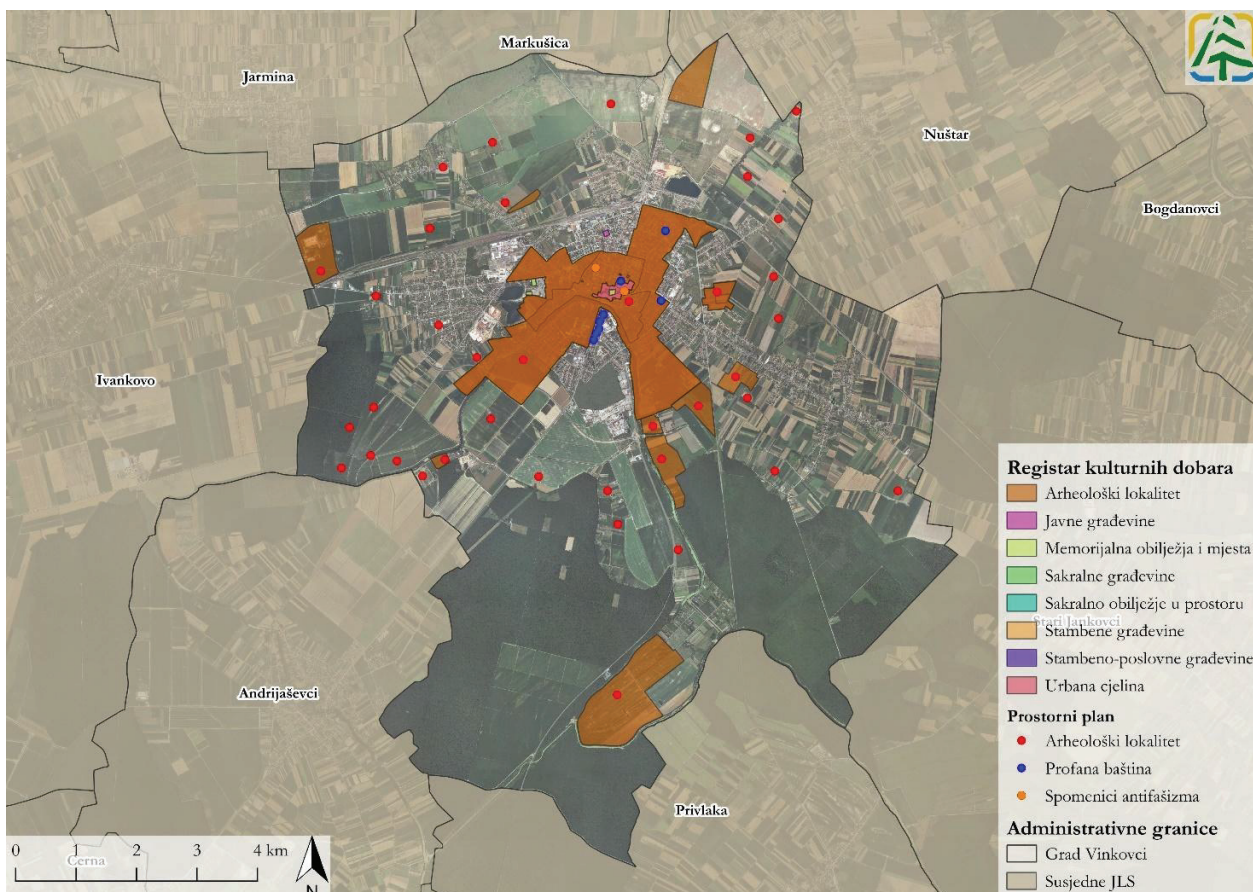 Markušica
Jarmina
Nuštar
Bogdanovci
Ivankovo
Stari Jankovci
Andrijaševci
Privlaka
Cerna
Registar kulturnih dobara
Arheološki lokalitet
Javne građevine
Memorijalna obilježja i mjesta
Sakralne građevine
Sakralno obilježje u prostoru
Stambene građevine
Stambeno-poslovne građevine
Urbana cjelina
Prostorni plan
Arheološki lokalitet
Profana baština
Spomenici antifašizma
Administrativne granice
Grad Vinkovci
Susjedne JLS
0 1 2 3 4 km
N